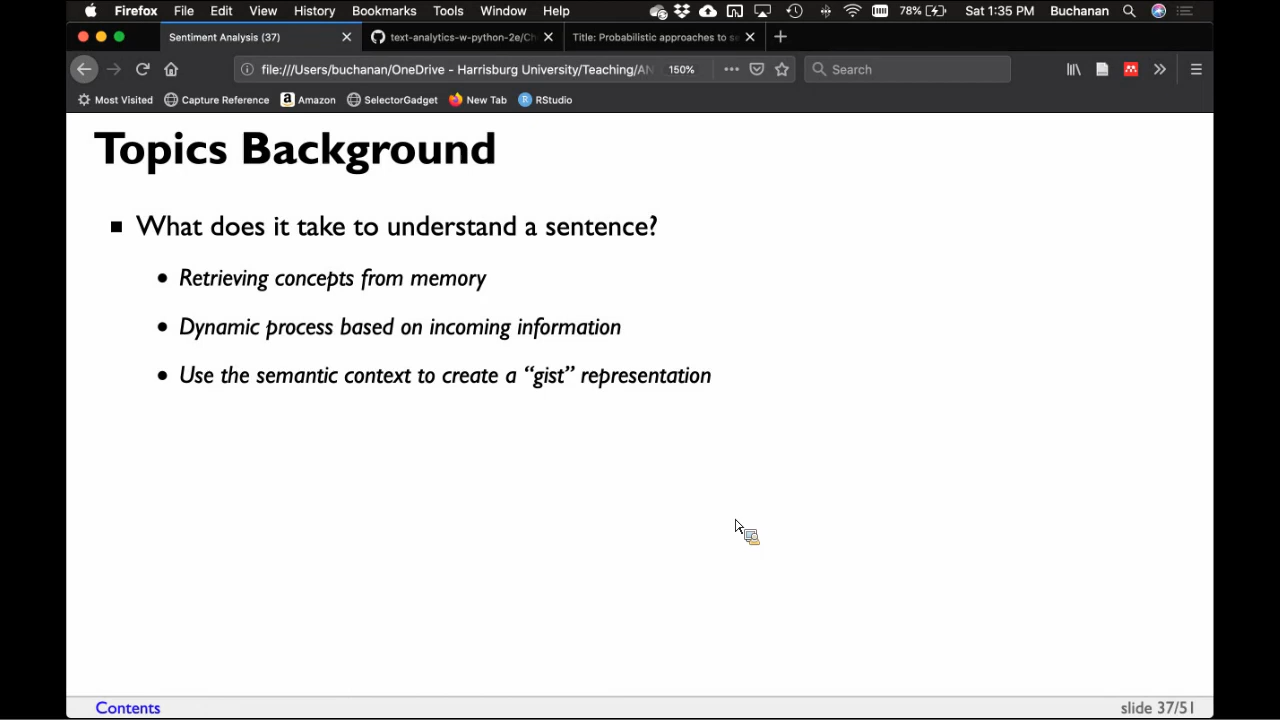 Firefox File Edit View History Bookmarks Tools Window Help 78% Sat 1:35 PM Buchanan
Sentiment Analysis (37) text-analytics-w-python-2e/Ch Title: Probabilistic approaches to se
file:///Users/buchanan/OneDrive - Harrisburg University/Teaching/AN 150% Search
Most Visited Capture Reference Amazon SelectorGadget New Tab RStudio
Topics Background
What does it take to understand a sentence?
Retrieving concepts from memory
Dynamic process based on incoming information
Use the semantic context to create a “gist” representation
Contents slide 37/51